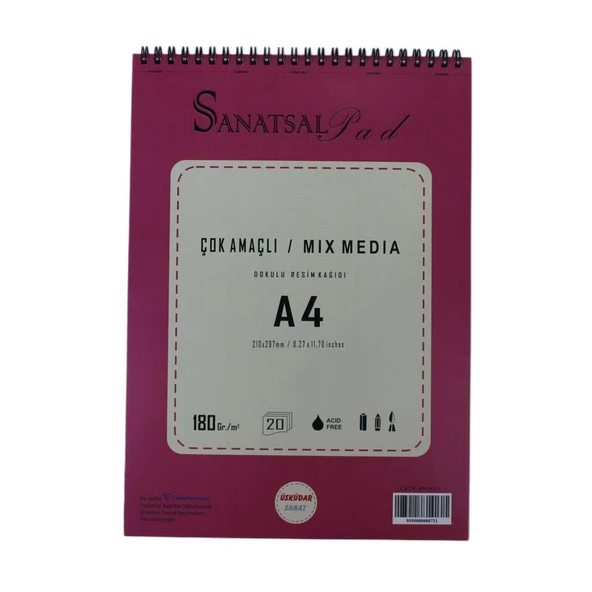 SANATSAL Pad
ÇOK AMAÇLI / MIX MEDIA
DOKULU RESİM KAĞIDI
A4
210x297mm / 8.27 x 11.70 inches
180 Gr./m²
20
ACID
FREE
ÜSKÜDAR
SANAT